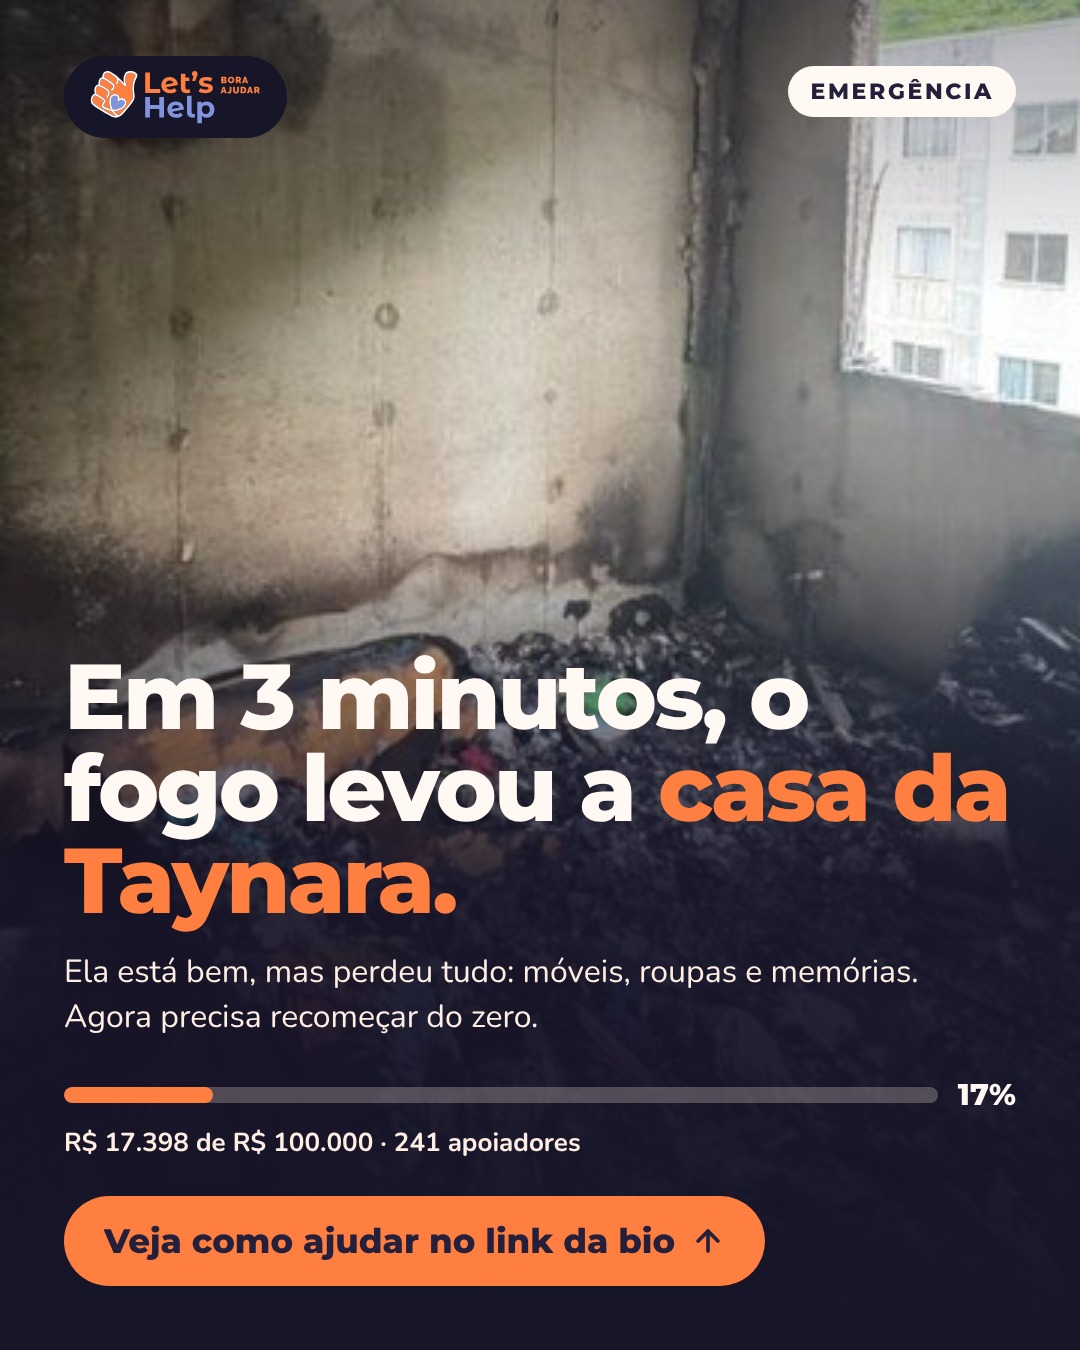 Let's
Help
BORA
AJUDAR
EMERGÊNCIA
Em 3 minutos, o
fogo levou a casa da
Taynara.
Ela está bem, mas perdeu tudo: móveis, roupas e memórias.
Agora precisa recomeçar do zero.
17%
R$ 17.398 de R$ 100.000 · 241 apoiadores
Veja como ajudar no link da bio ↑